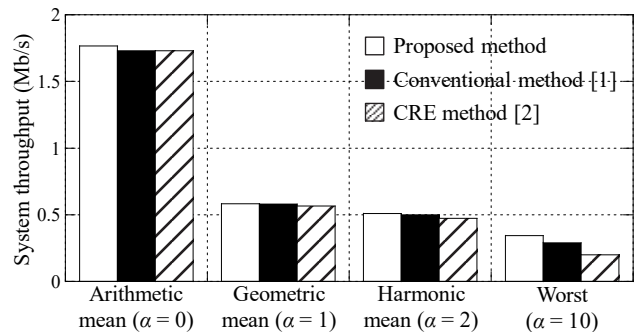 System throughput (Mb/s)
2
1.5
1
0.5
0
Proposed method
Conventional method [1]
CRE method [2]
Arithmetic
mean (α = 0)
Geometric
mean (α = 1)
Harmonic
mean (α = 2)
Worst
(α = 10)